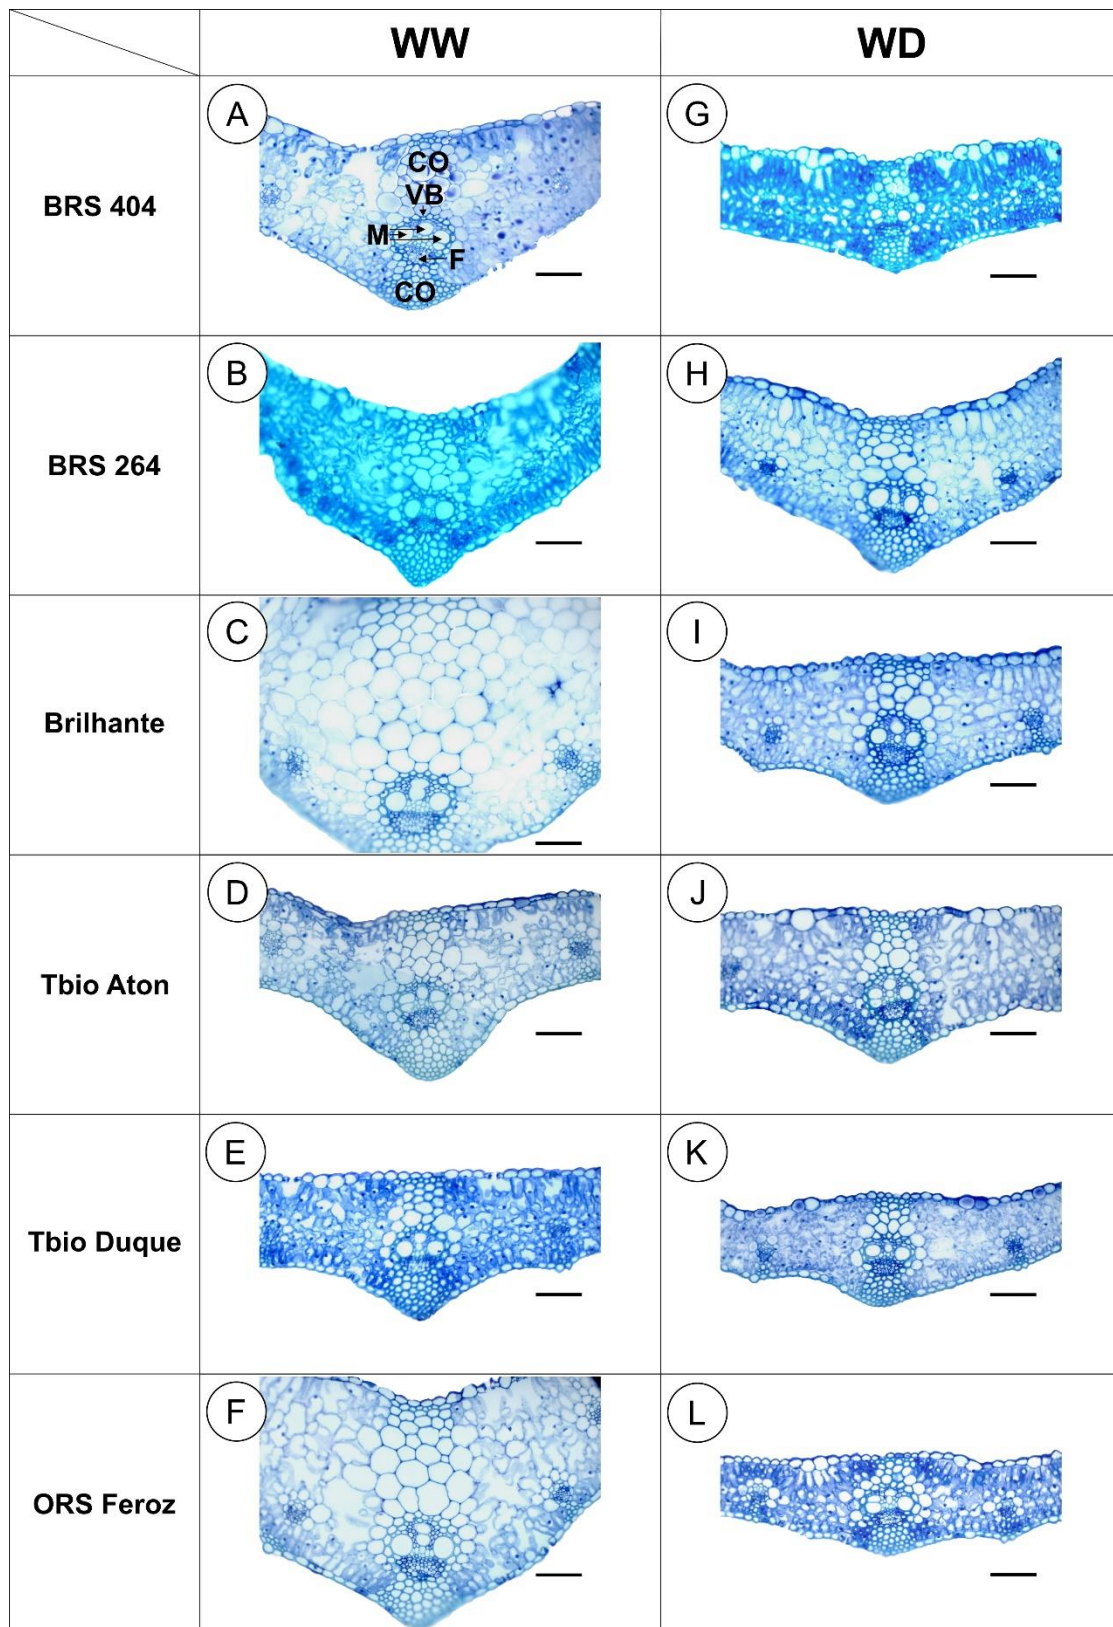 WW WD
BRS 404 A CO VB M F CO G
BRS 264 B H
Brilhante C I
Tbio Aton D J
Tbio Duque E K
ORS Feroz F L